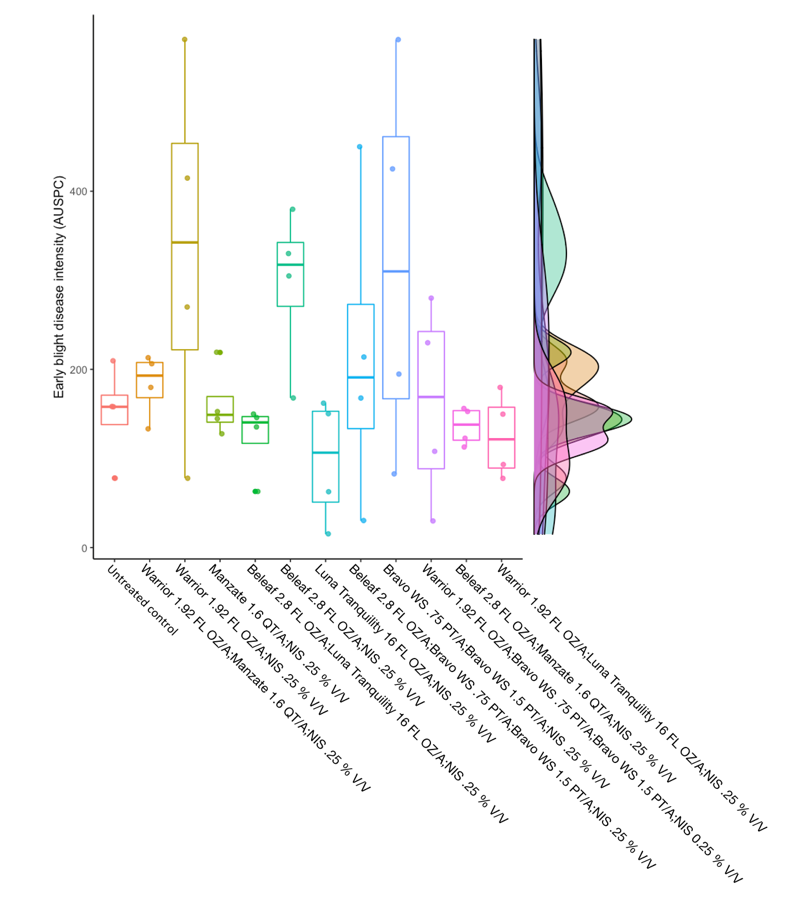 Early blight disease intensity (AUSPC)
400
200
0
Untreated control
Warrior 1.92 FL OZ/A;Manzate 1.6 QT/A;NIS .25 % V/V
Warrior 1.92 FL OZ/A;NIS .25 % V/V
Manzate 1.6 QT/A;NIS .25 % V/V
Beleaf 2.8 FL OZ/A;Luna Tranquility 16 FL OZ/A;NIS .25 % V/V
Beleaf 2.8 FL OZ/A;NIS .25 % V/V
Luna Tranquility 16 FL OZ/A;NIS .25 % V/V
Beleaf 2.8 FL OZ/A;Bravo WS .75 PT/A;Bravo WS 1.5 PT/A;NIS .25 % V/V
Bravo WS .75 PT/A;Bravo WS 1.5 PT/A;NIS .25 % V/V
Warrior 1.92 FL OZ/A;Bravo WS .75 PT/A;Bravo WS 1.5 PT/A;NIS 0.25 % V/V
Beleaf 2.8 FL OZ/A;Manzate 1.6 QT/A;NIS .25 % V/V
Warrior 1.92 FL OZ/A;Luna Tranquility 16 FL OZ/A;NIS .25 % V/V